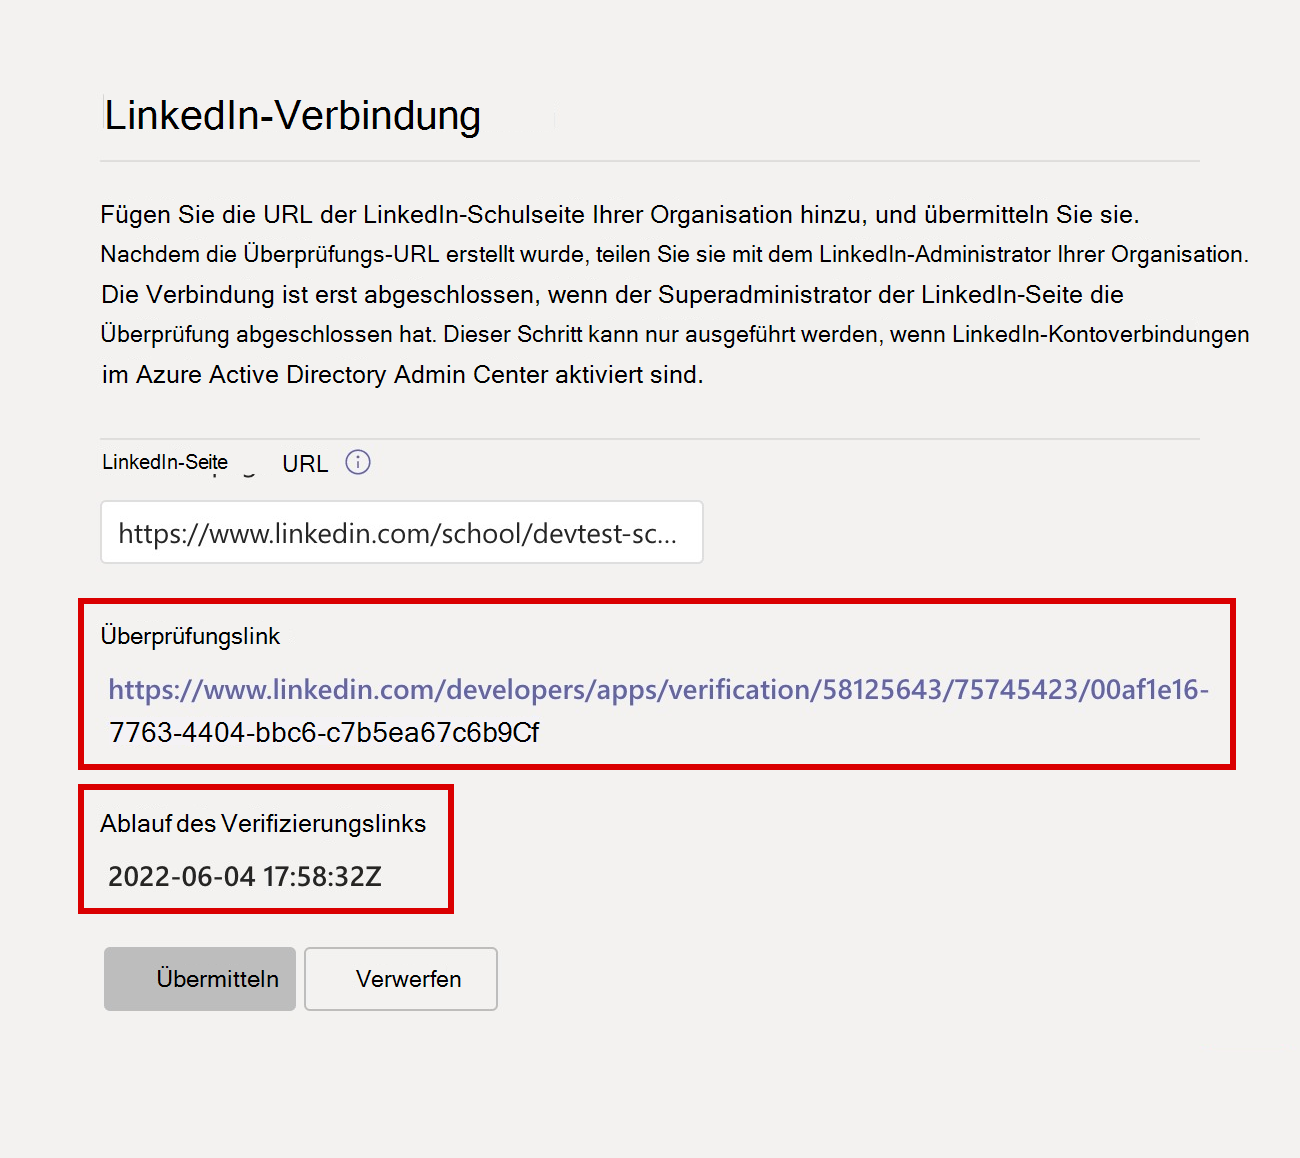 LinkedIn-Verbindung
Fügen Sie die URL der LinkedIn-Schulseite Ihrer Organisation hinzu, und übermitteln Sie sie.
Nachdem die Überprüfungs-URL erstellt wurde, teilen Sie sie mit dem LinkedIn-Administrator Ihrer Organisation.
Die Verbindung ist erst abgeschlossen, wenn der Superadministrator der LinkedIn-Seite die
Überprüfung abgeschlossen hat. Dieser Schritt kann nur ausgeführt werden, wenn LinkedIn-Kontoverbindungen
im Azure Active Directory Admin Center aktiviert sind.
LinkedIn-Seite URL
https://www.linkedin.com/school/devtest-sc...
Überprüfungslink
https://www.linkedin.com/developers/apps/verification/58125643/75745423/00af1e16-
7763-4404-bbc6-c7b5ea67c6b9Cf
Ablauf des Verifizierungslinks
2022-06-04 17:58:32Z
Übermitteln
Verwerfen